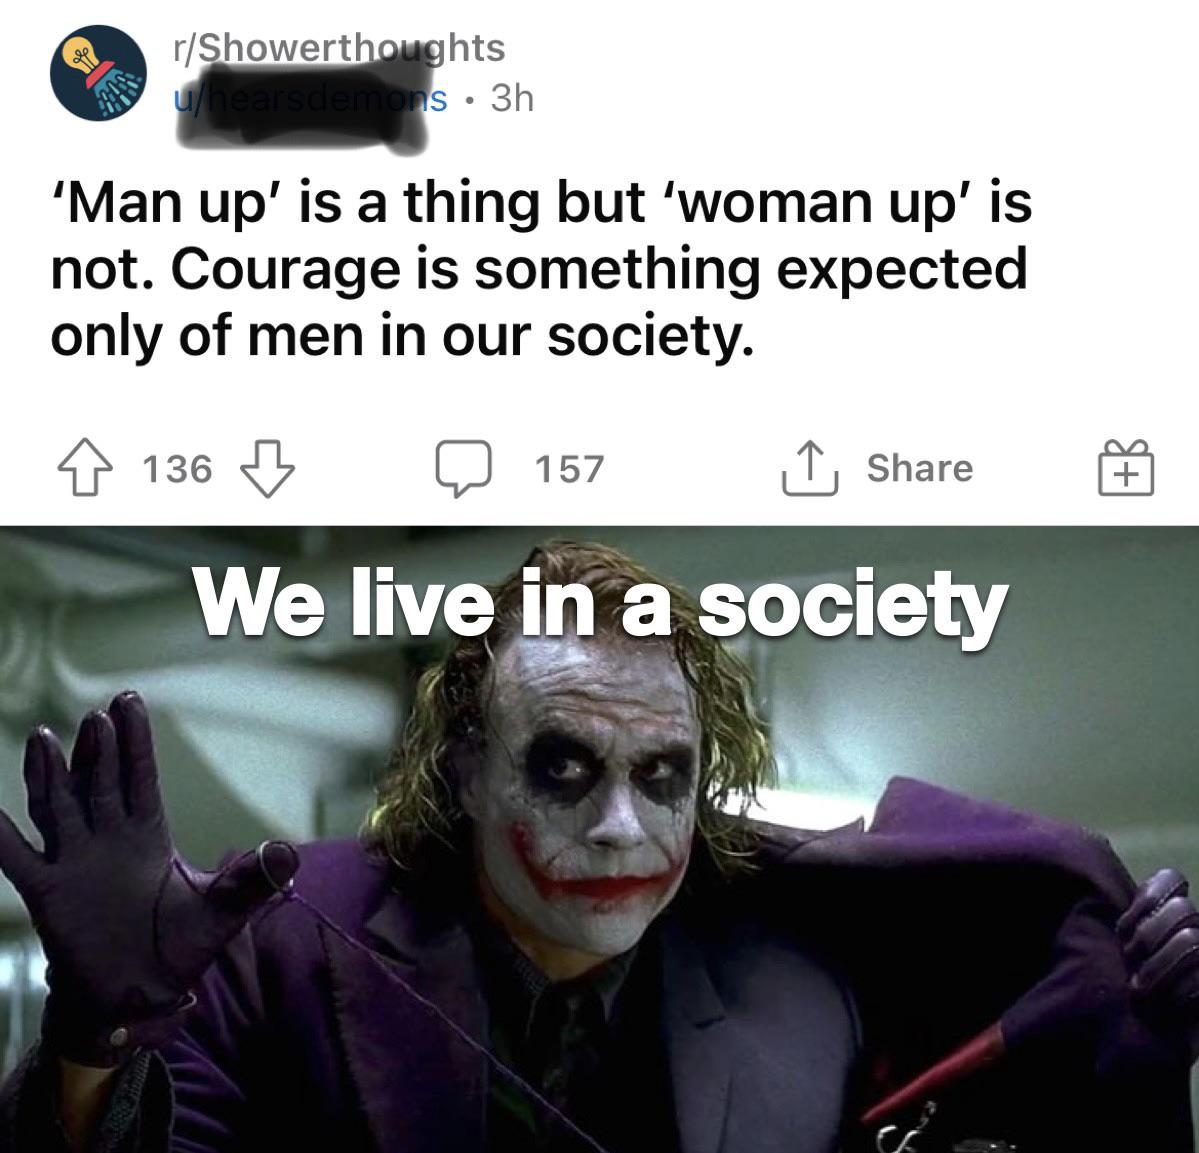 r/Showerthoughts
• 3h
‘Man up’ is a thing but ‘woman up’ is
not. Courage is something expected
only of men in our society.
136
157
Share
We live in a society